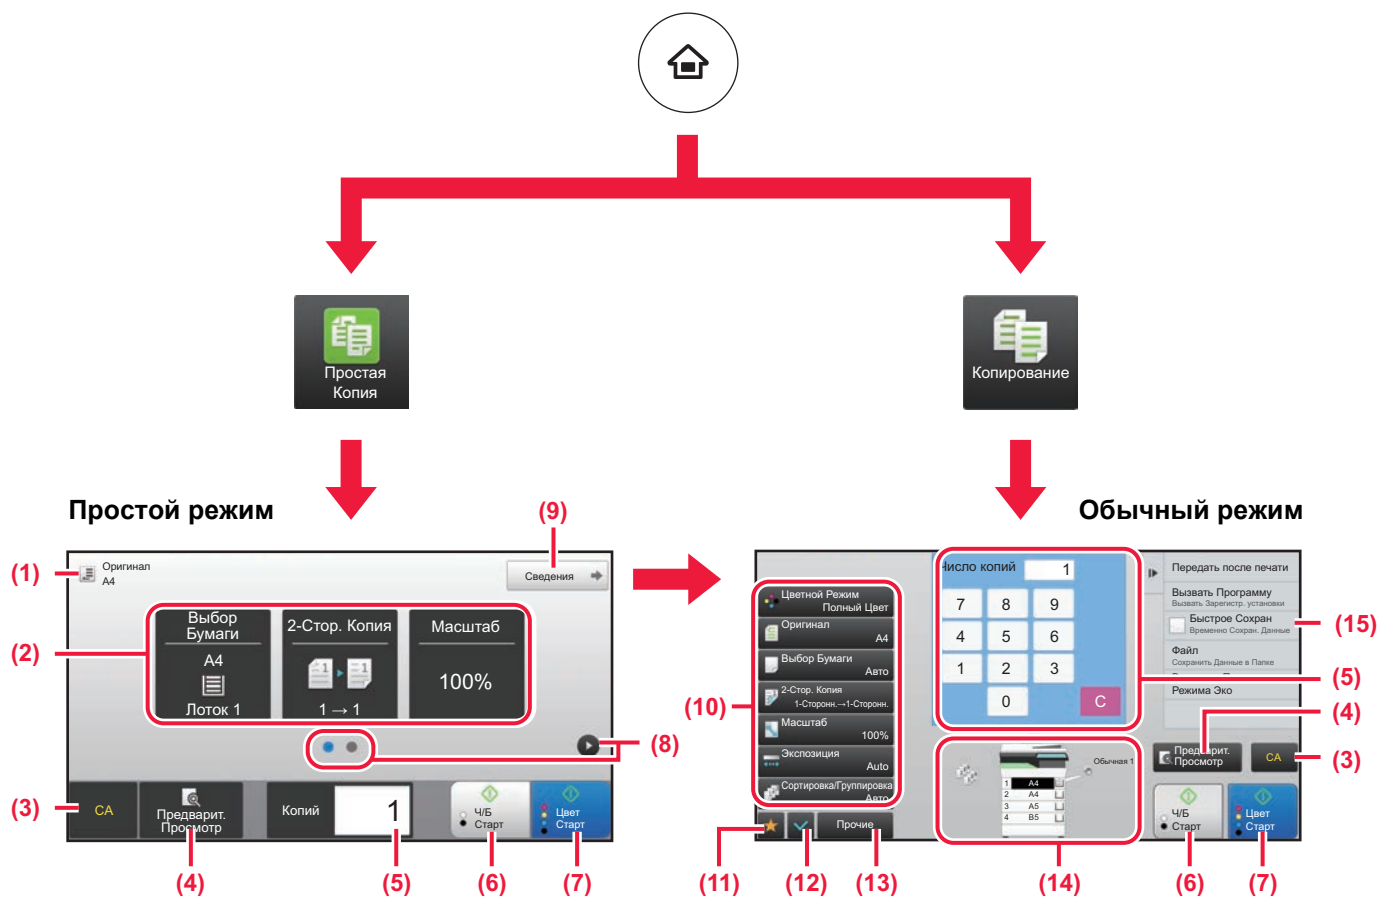 Простая
Копия
Копирование
Простой режим
(9)
Обычный режим
(1)
Оригинал
A4
Сведения
(2)
Выбор
Бумаги
A4
Лоток 1
2-Стор. Копия
1
1
1 → 1
Масштаб
100%
(8)
(3)
CA
Предварит.
Просмотр
Копий
1
Ч/Б
Старт
Цвет
Старт
(4)
(5)
(6)
(7)
(10)
Цветной Режим
Полный Цвет
Оригинал
A4
Выбор Бумаги
Авто
2-Стор. Копия
1-Сторонн.→1-Сторонн.
Масштаб
100%
Экспозиция
Auto
Сортировка/Группировка
Авто
Прочие
Число копий
1
7 8 9
4 5 6
1 2 3
0
C
Обычная 1
1 A4
2 A4
3 A5
4 B5
Передать после печати
Вызвать Программу
Вызвать Зарегистр. установки
Быстрое Сохран
Временно Сохран. Данные
Файл
Сохранить Данные в Папке
Режима Эко
(15)
(5)
(4)
Предварит.
Просмотр
CA
(3)
Ч/Б
Старт
Цвет
Старт
(11)
(12)
(13)
(14)
(6)
(7)